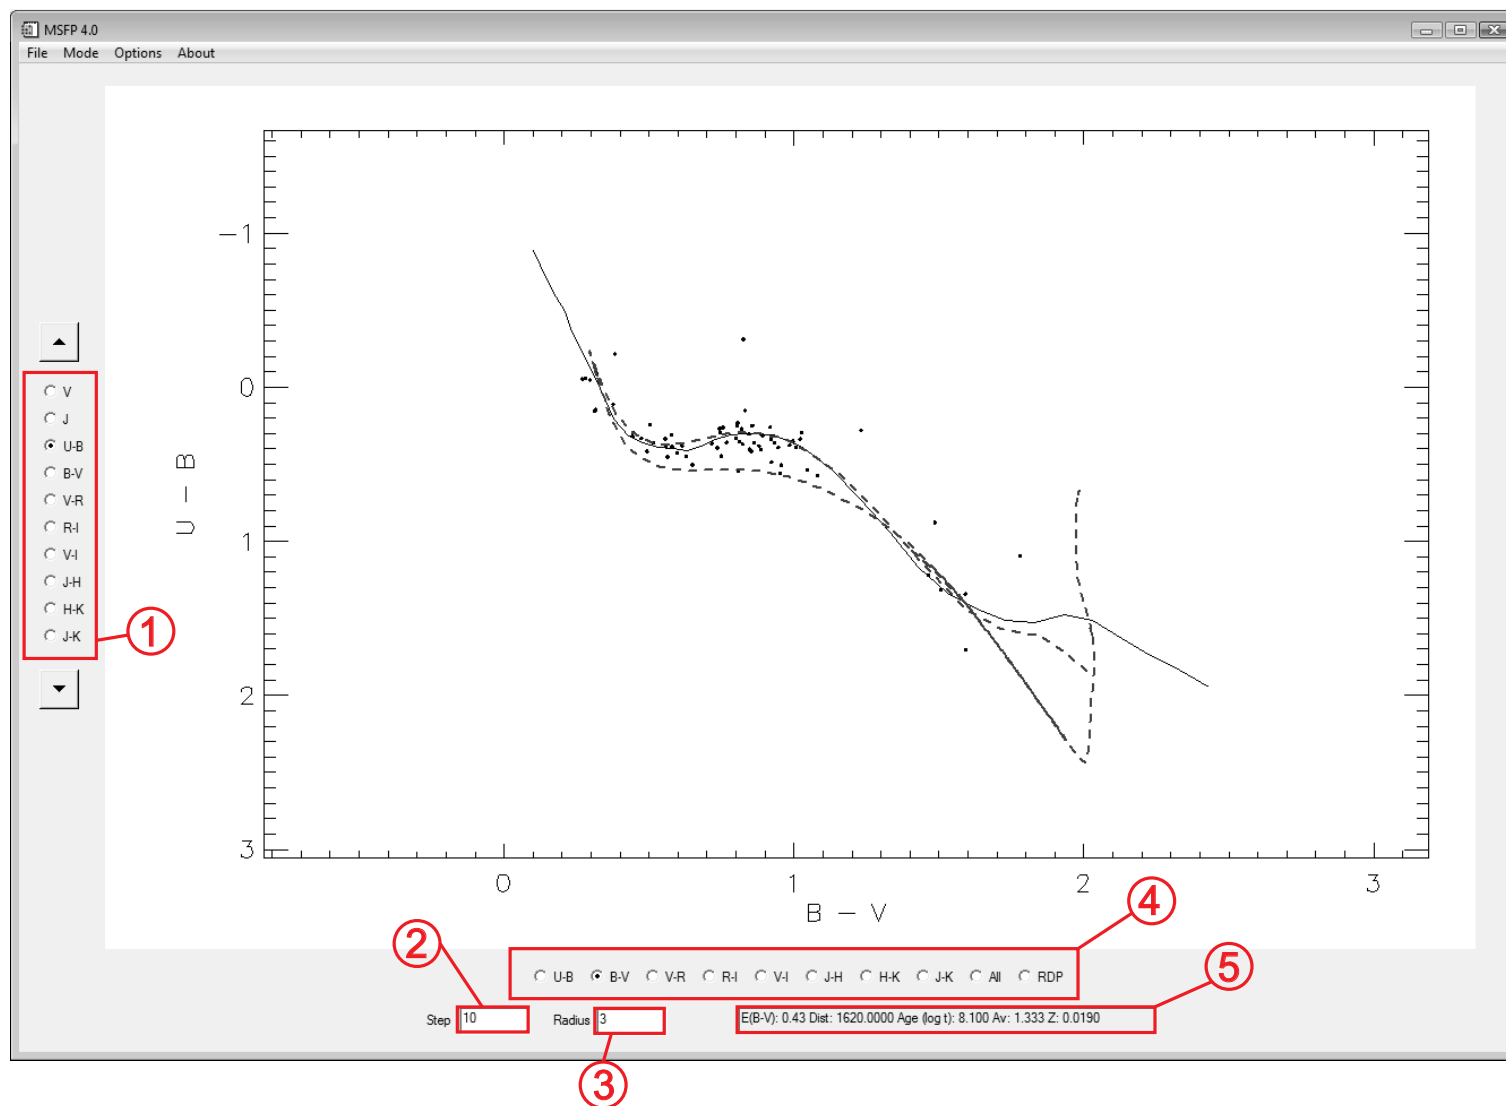 MSFP 4.0
File Mode Options About
−1
0
1
2
3
U − B
V
J
U-B
B-V
V-R
R-I
V-I
J-H
H-K
J-K
1
0 1 2 3
B − V
4
2
5
U-B B-V V-R R-I V-I J-H H-K J-K All RDP
Step 10 Radius 3 E(B-V): 0.43 Dist: 1620.0000 Age (log t): 8.100 Av: 1.333 Z: 0.0190
3